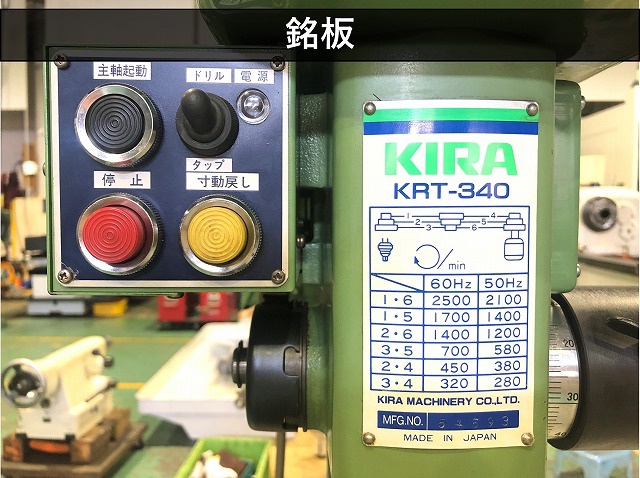 銘板
主軸起動
ドリル
電源
停止
タップ
寸動戻し
KIRA
KRT-340
1 2 3 4 5 6
/min
60Hz 50Hz
1・6 2500 2100
1・5 1700 1400
2・6 1400 1200
3・5 700 580
2・4 450 380
3・4 320 280
KIRA MACHINERY CO.,LTD.
MFG.NO.
MADE IN JAPAN
20
30